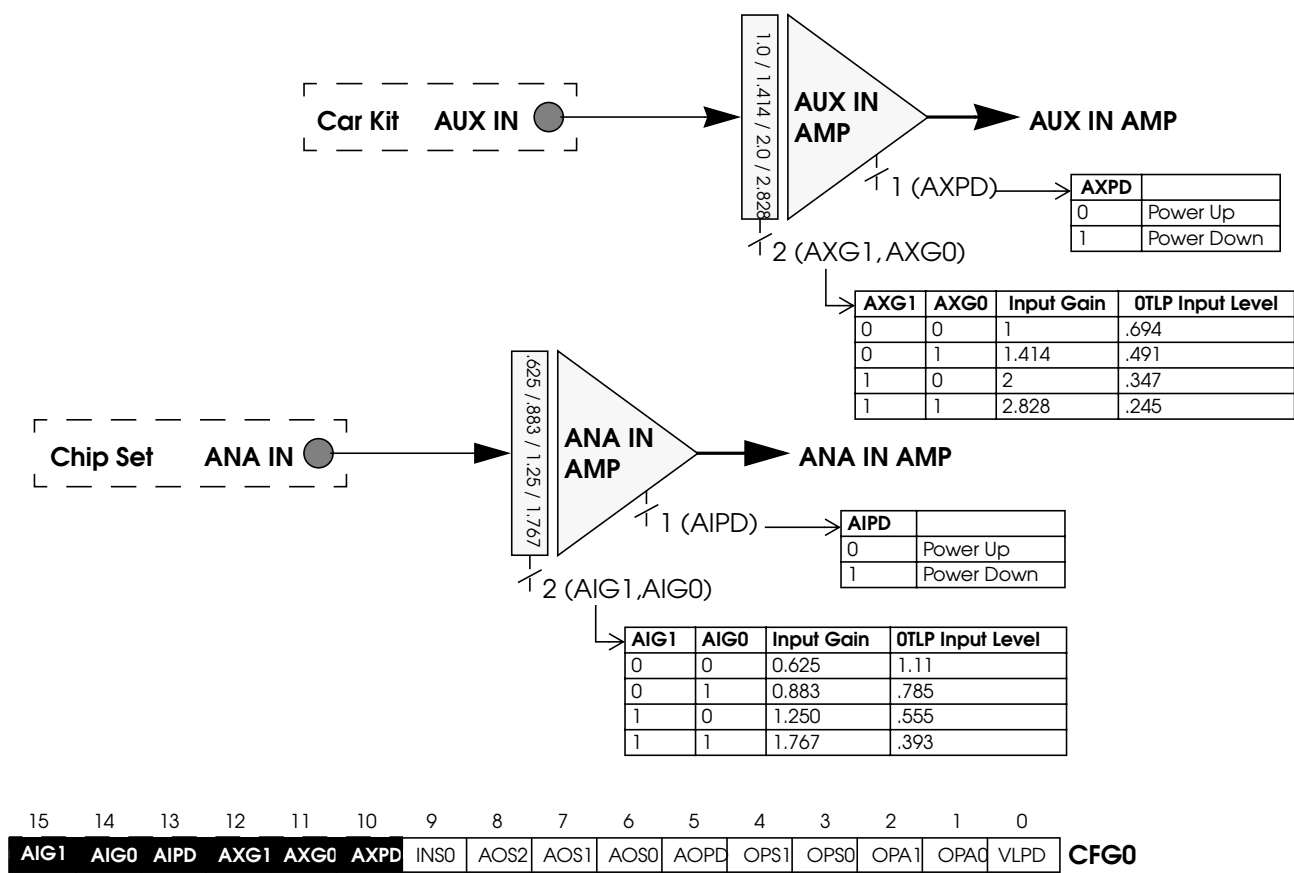 1.0 / 1.414 / 2.0 / 2.828
AUX IN
AMP
Car Kit AUX IN
AUX IN AMP
1 (AXPD)
AXPD
0 Power Up
1 Power Down
2 (AXG1, AXG0)
AXG1 AXG0 Input Gain 0TLP Input Level
0 0 1 .694
0 1 1.414 .491
1 0 2 .347
1 1 2.828 .245
.625 /.883 / 1.25 / 1.767
ANA IN
AMP
Chip Set ANA IN
ANA IN AMP
1 (AIPD)
AIPD
0 Power Up
1 Power Down
2 (AIG1,AIG0)
AIG1 AIG0 Input Gain 0TLP Input Level
0 0 0.625 1.11
0 1 0.883 .785
1 0 1.250 .555
1 1 1.767 .393
15 14 13 12 11 10 9 8 7 6 5 4 3 2 1 0
AIG1 AIG0 AIPD AXG1 AXG0 AXPD INS0 AOS2 AOS1 AOS0 AOPD OPS1 OPS0 OPA1 OPA0 VLPD CFG0